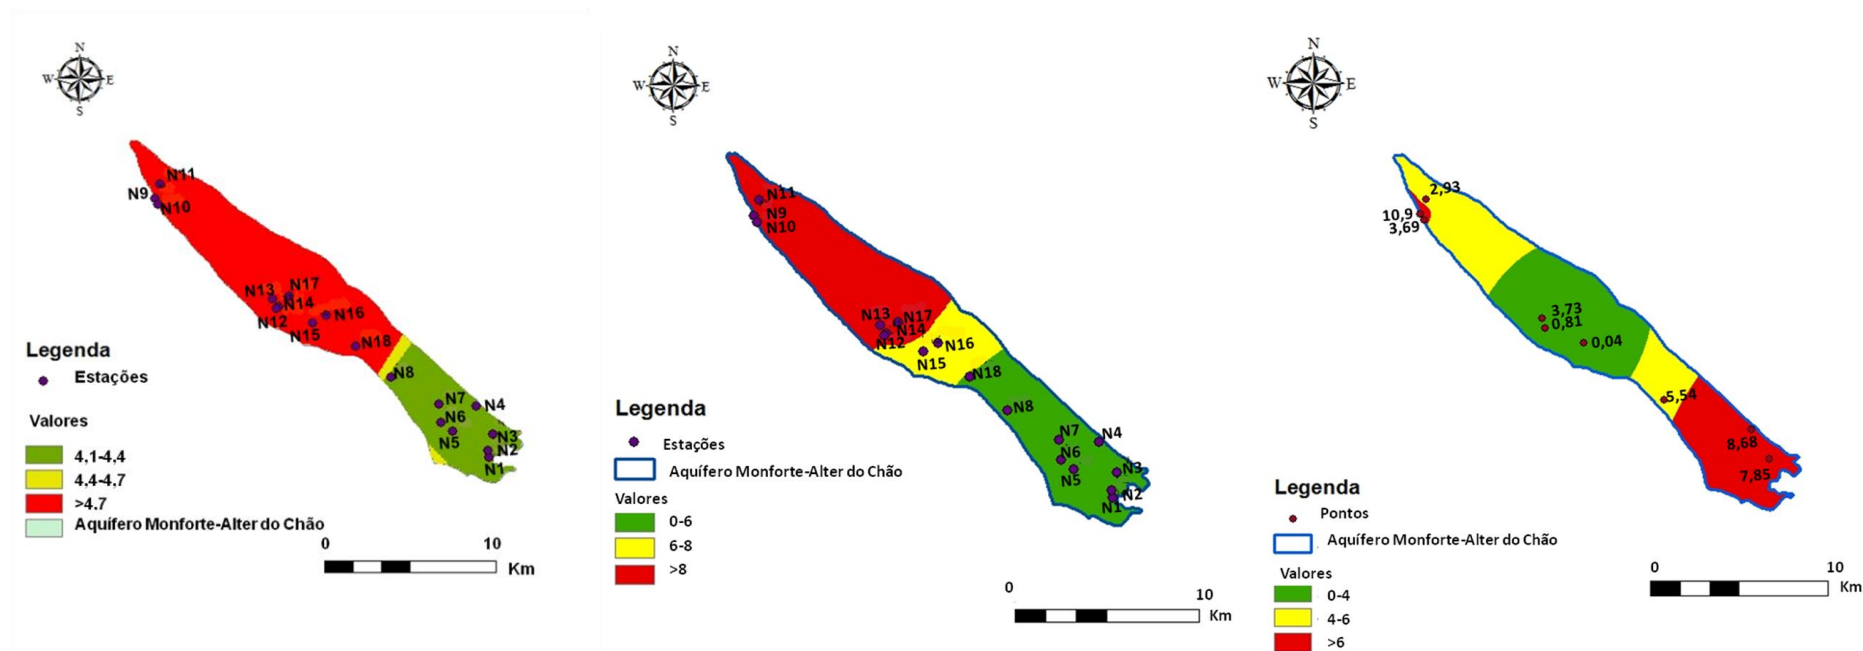 N
W E
S
N11
N9
N10
N13
N17
N14
N12
N16
N15
N18
N8
N7
N4
N6
N5
N3
N2
N1
Legenda
Estações
Valores
4,1-4,4
4,4-4,7
>4.7
Aquífero Monforte-Alter do Chão
0 10
Km
N
W E
S
N11
N9
N10
N13
N17
N14
N12
N16
N15
N18
N8
N7
N4
N6
N5
N3
N2
N1
Legenda
Estações
Aquífero Monforte-Alter do Chão
Valores
0-6
6-8
>8
0 10
Km
N
W E
S
2,93
10,9
3,69
3,73
0,81
0,04
5,54
8,68
7,85
Legenda
Pontos
Aquífero Monforte-Alter do Chão
Valores
0-4
4-6
>6
0 10
Km